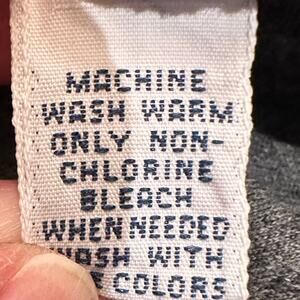 MACHINE
WASH WARM
ONLY NON-
CHLORINE
BLEACH
WHEN NEEDED
WASH WITH
COLORS